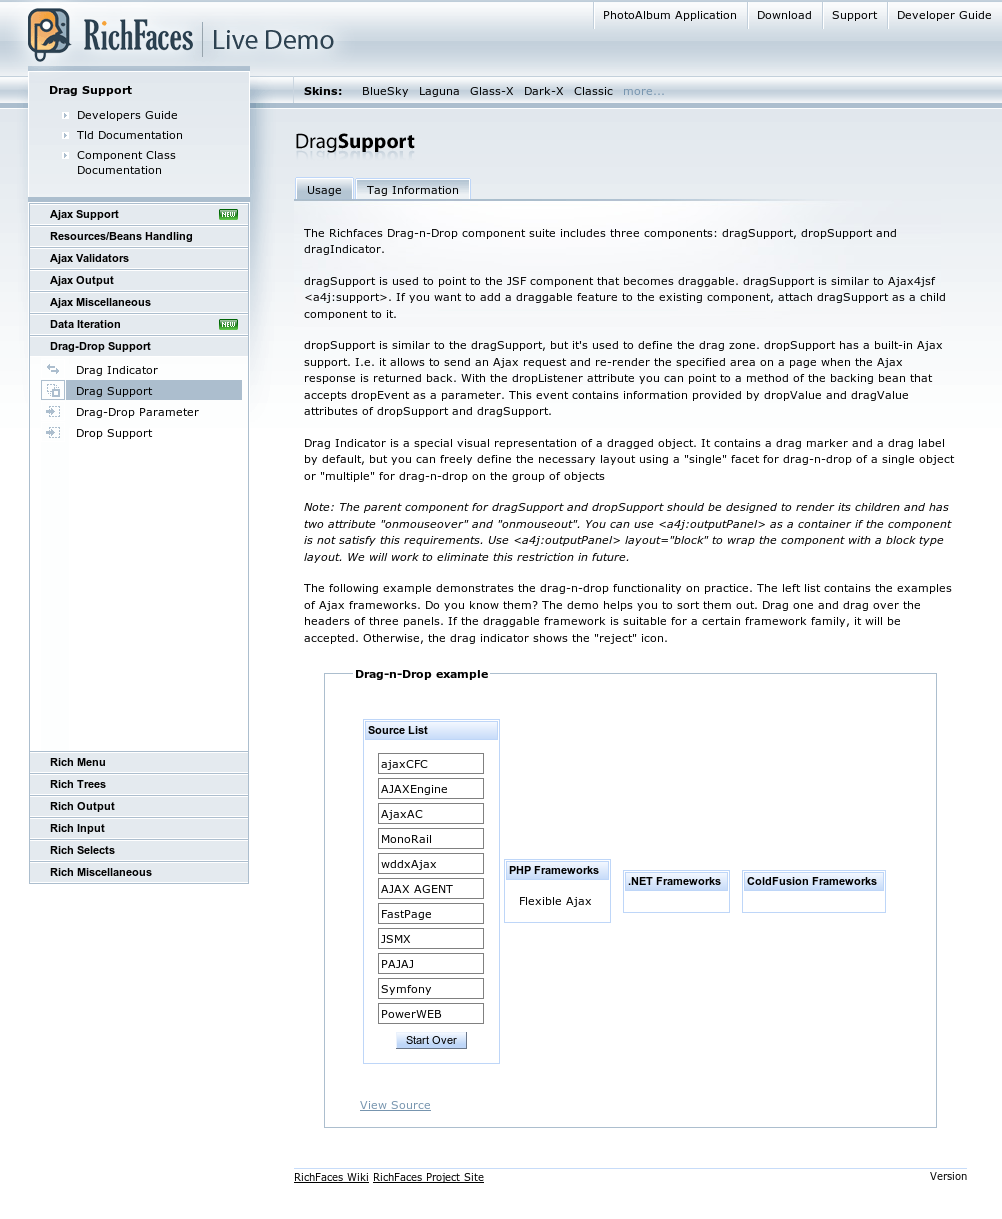 RichFaces Live Demo
PhotoAlbum Application Download Support Developer Guide
Skins: BlueSky Laguna Glass-X Dark-X Classic more...
Drag Support
Developers Guide
Tld Documentation
Component Class
Documentation
Ajax Support NEW
Resources/Beans Handling
Ajax Validators
Ajax Output
Ajax Miscellaneous
Data Iteration NEW
Drag-Drop Support
Drag Indicator
Drag Support
Drag-Drop Parameter
Drop Support
Rich Menu
Rich Trees
Rich Output
Rich Input
Rich Selects
Rich Miscellaneous
DragSupport
Usage Tag Information
The Richfaces Drag-n-Drop component suite includes three components: dragSupport, dropSupport and
dragIndicator.
dragSupport is used to point to the JSF component that becomes draggable. dragSupport is similar to Ajax4jsf
<a4j:support>. If you want to add a draggable feature to the existing component, attach dragSupport as a child
component to it.
dropSupport is similar to the dragSupport, but it's used to define the drag zone. dropSupport has a built-in Ajax
support. I.e. it allows to send an Ajax request and re-render the specified area on a page when the Ajax
response is returned back. With the dropListener attribute you can point to a method of the backing bean that
accepts dropEvent as a parameter. This event contains information provided by dropValue and dragValue
attributes of dropSupport and dragSupport.
Drag Indicator is a special visual representation of a dragged object. It contains a drag marker and a drag label
by default, but you can freely define the necessary layout using a "single" facet for drag-n-drop of a single object
or "multiple" for drag-n-drop on the group of objects
Note: The parent component for dragSupport and dropSupport should be designed to render its children and has
two attribute "onmouseover" and "onmouseout". You can use <a4j:outputPanel> as a container if the component
is not satisfy this requirements. Use <a4j:outputPanel> layout="block" to wrap the component with a block type
layout. We will work to eliminate this restriction in future.
The following example demonstrates the drag-n-drop functionality on practice. The left list contains the examples
of Ajax frameworks. Do you know them? The demo helps you to sort them out. Drag one and drag over the
headers of three panels. If the draggable framework is suitable for a certain framework family, it will be
accepted. Otherwise, the drag indicator shows the "reject" icon.
Drag-n-Drop example
Source List
ajaxCFC
AJAXEngine
AjaxAC
MonoRail
wddxAjax
AJAX AGENT
FastPage
JSMX
PAJAJ
Symfony
PowerWEB
Start Over
PHP Frameworks
Flexible Ajax
.NET Frameworks
ColdFusion Frameworks
View Source
RichFaces Wiki RichFaces Project Site Version